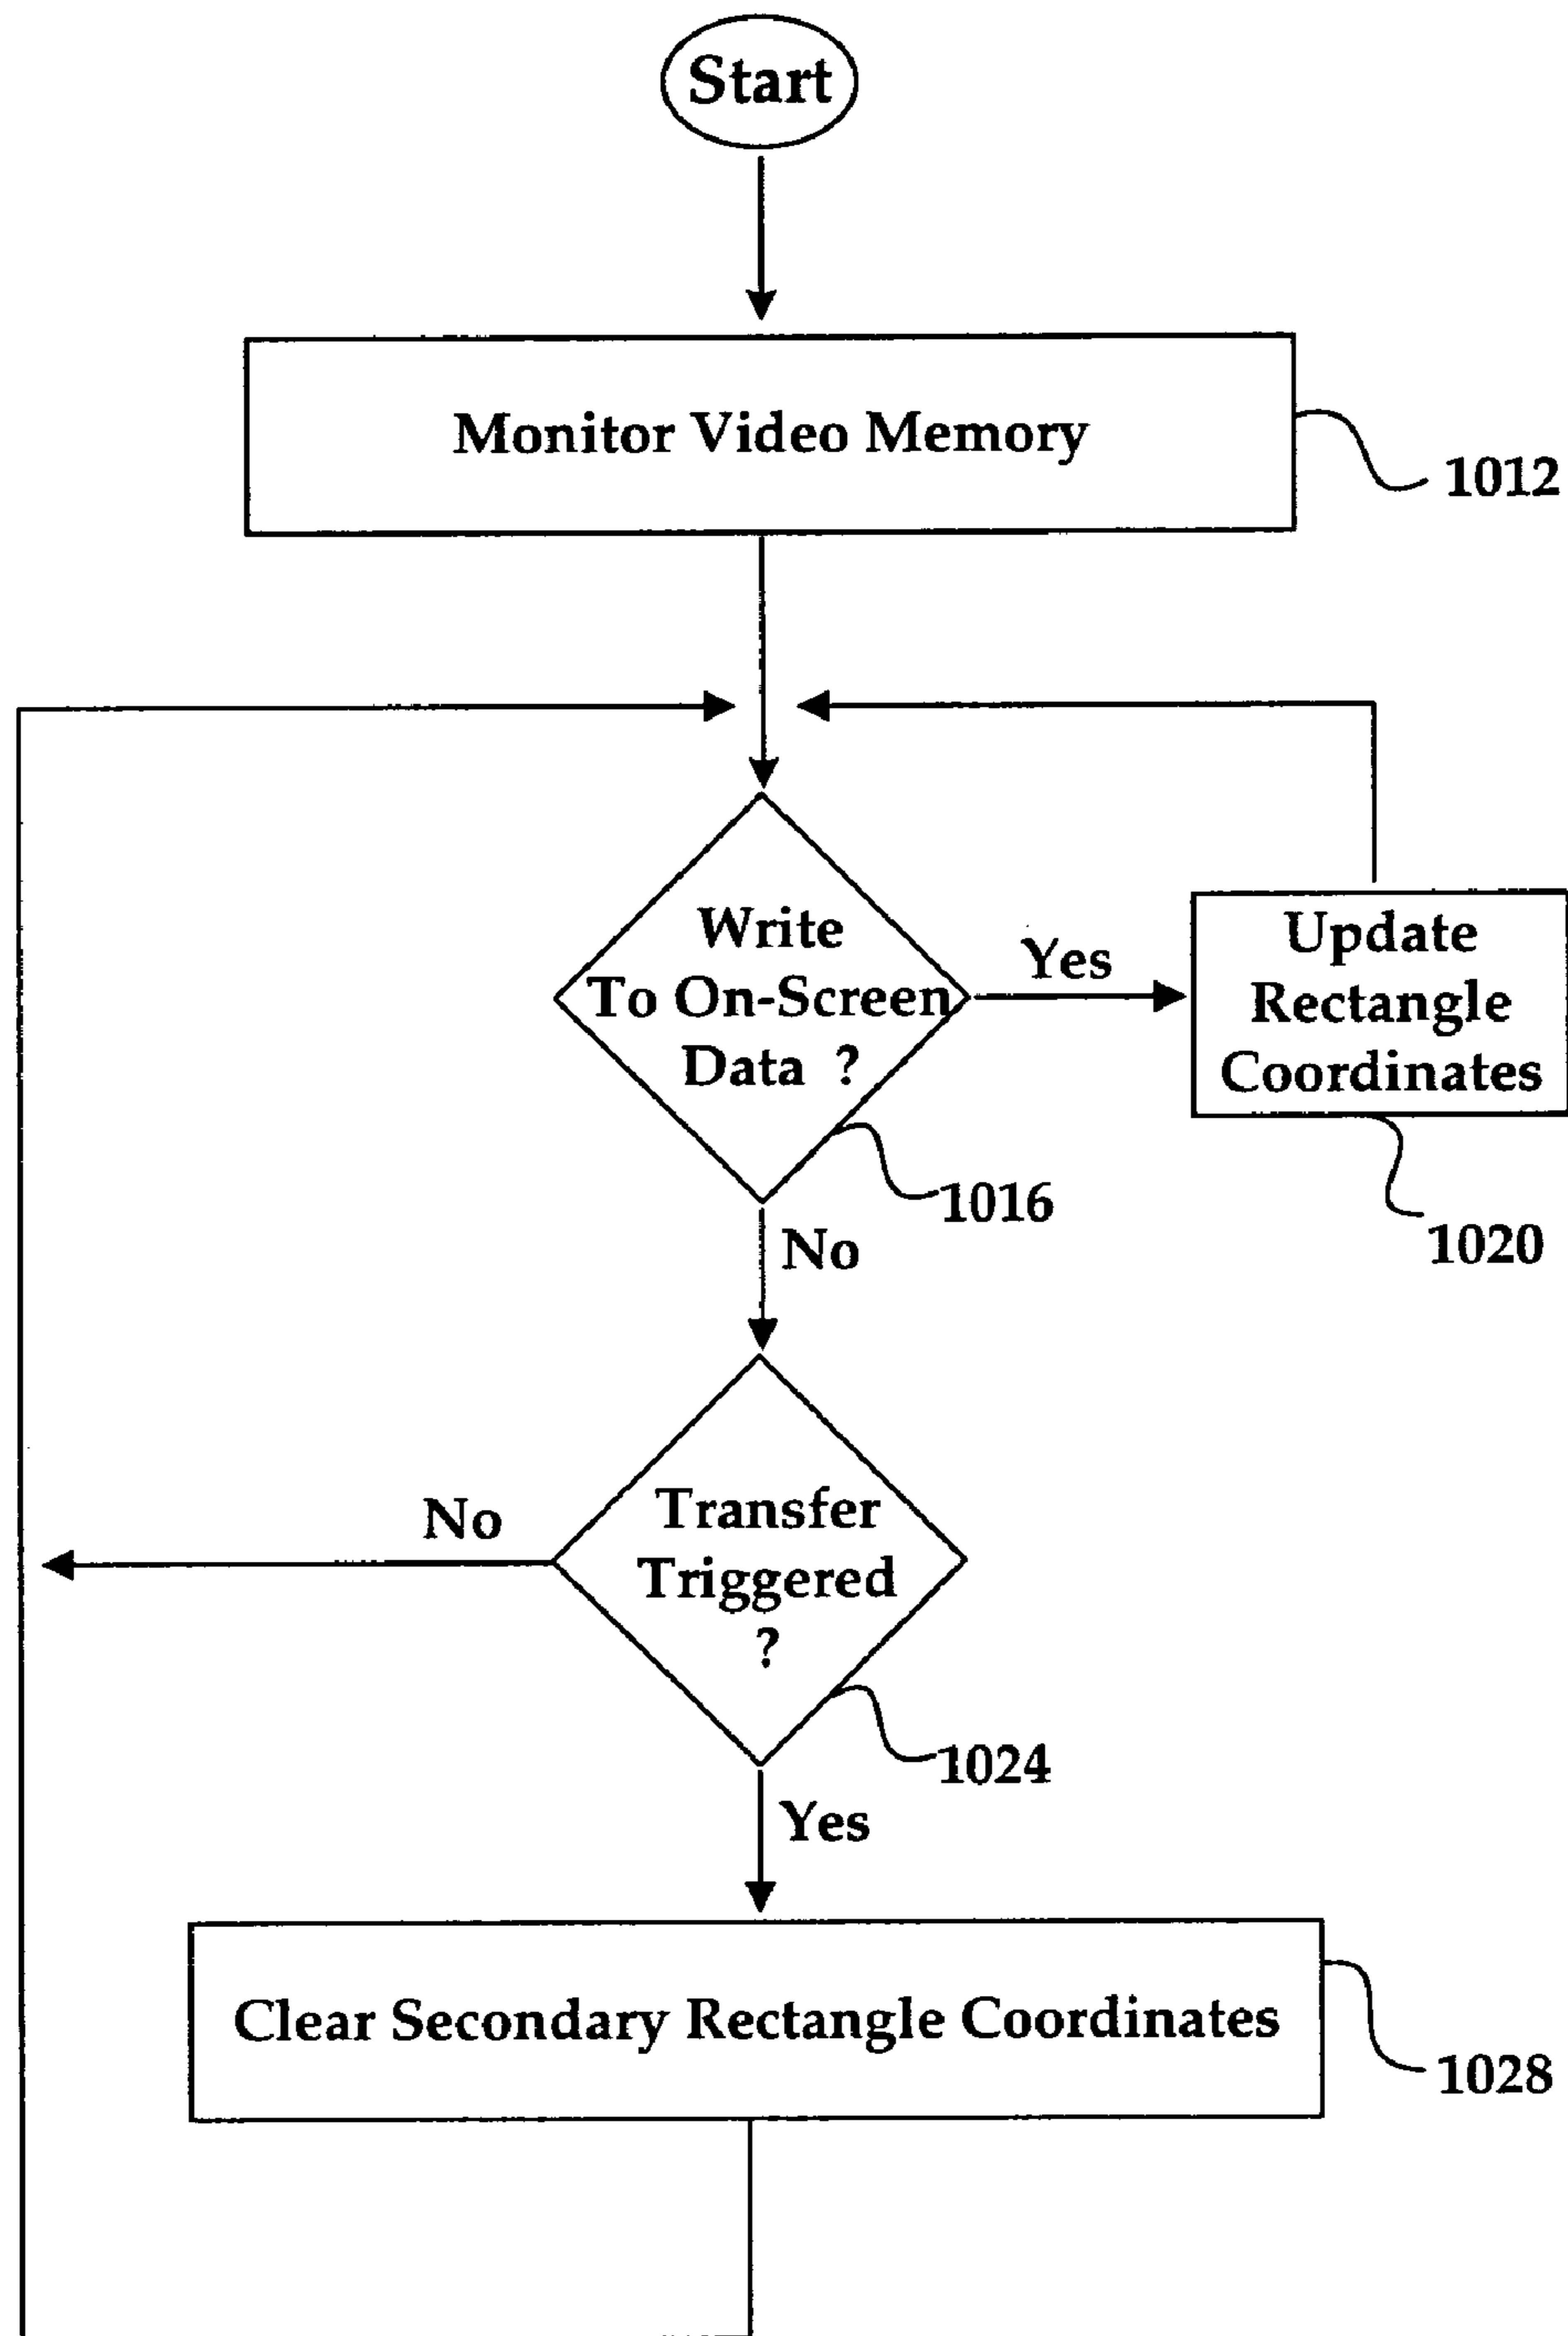 Start
Monitor Video Memory
1012
Write
To On-Screen
Data ?
Yes
Update
Rectangle
Coordinates
1016
1020
No
Transfer
Triggered
?
No
1024
Yes
Clear Secondary Rectangle Coordinates
1028